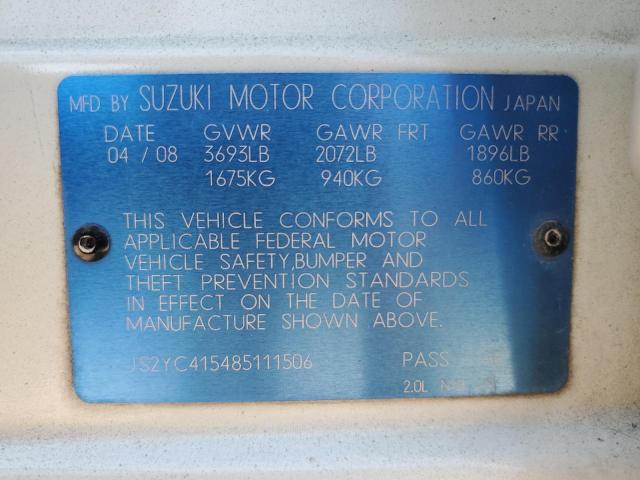 MFD BY SUZUKI MOTOR CORPORATION JAPAN
DATE GVWR GAWR FRT GAWR RR
04 / 08 3693LB 2072LB 1896LB
1675KG 940KG 860KG
THIS VEHICLE CONFORMS TO ALL
APPLICABLE FEDERAL MOTOR
VEHICLE SAFETY,BUMPER AND
THEFT PREVENTION STANDARDS
IN EFFECT ON THE DATE OF
MANUFACTURE SHOWN ABOVE.
JS2YC415485111506 PASS
2.0L